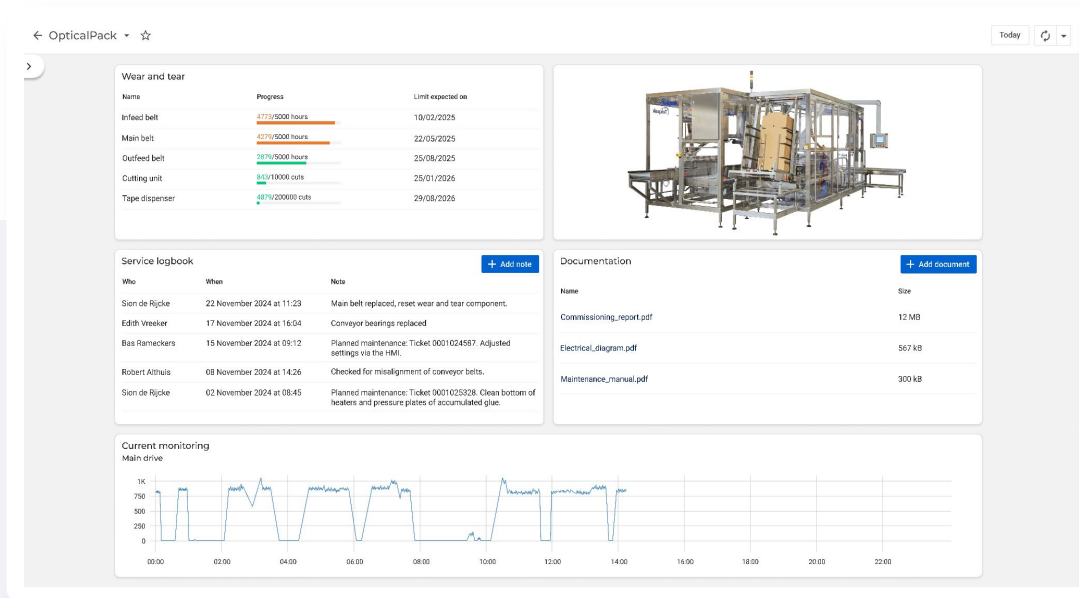 OpticalPack
Today
Wear and tear
Name Progress Limit expected on
Infeed belt 4773/5000 hours 10/02/2025
Main belt 4279/5000 hours 22/05/2025
Outfeed belt 2879/5000 hours 25/08/2025
Cutting unit 843/10000 cuts 25/01/2026
Tape dispenser 4879/200000 cuts 29/08/2026
Service logbook
+ Add note
Who When Note
Sion de Rijcke 22 November 2024 at 11:23 Main belt replaced, reset wear and tear component.
Edith Vreeker 17 November 2024 at 16:04 Conveyor bearings replaced
Bas Rameckers 15 November 2024 at 09:12 Planned maintenance: Ticket 0001024587. Adjusted
settings via the HMI.
Robert Althuis 08 November 2024 at 14:26 Checked for misalignment of conveyor belts.
Sion de Rijcke 02 November 2024 at 08:45 Planned maintenance: Ticket 0001025328. Clean bottom of
heaters and pressure plates of accumulated glue.
Documentation
+ Add document
Name Size
Commissioning_report.pdf 12 MB
Electrical_diagram.pdf 567 kB
Maintenance_manual.pdf 300 kB
Current monitoring
Main drive
1K
750
500
250
0
00:00 02:00 04:00 06:00 08:00 10:00 12:00 14:00 16:00 18:00 20:00 22:00